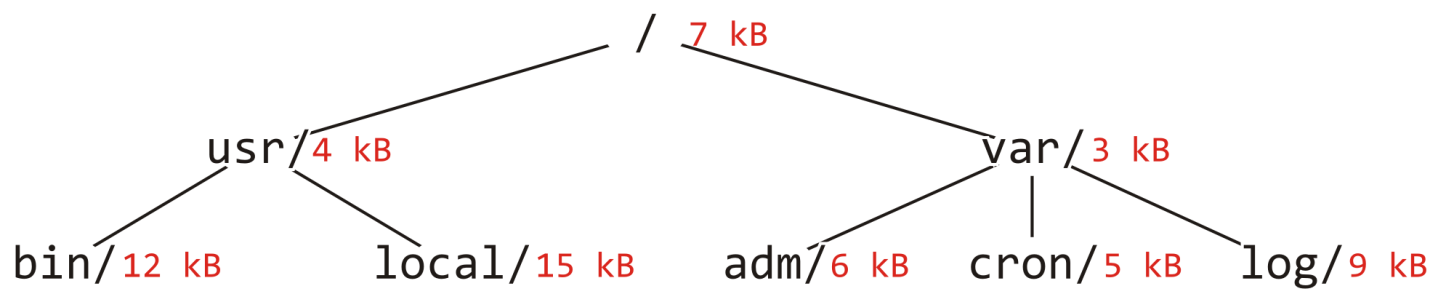 / 7 kB
usr/ 4 kB var/ 3 kB
bin/ 12 kB local/ 15 kB adm/ 6 kB cron/ 5 kB log/ 9 kB